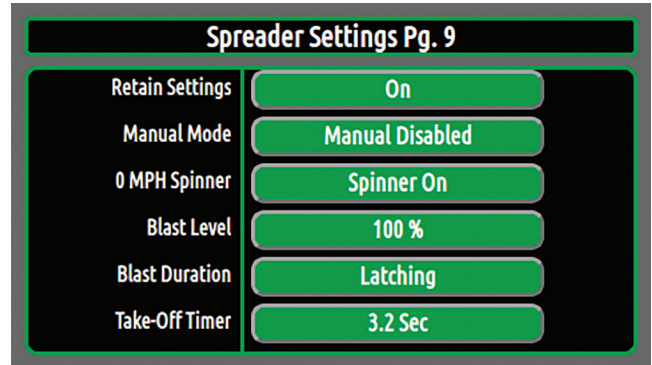 Spreader Settings Pg. 9
Retain Settings On
Manual Mode Manual Disabled
0 MPH Spinner Spinner On
Blast Level 100 %
Blast Duration Latching
Take-Off Timer 3.2 Sec